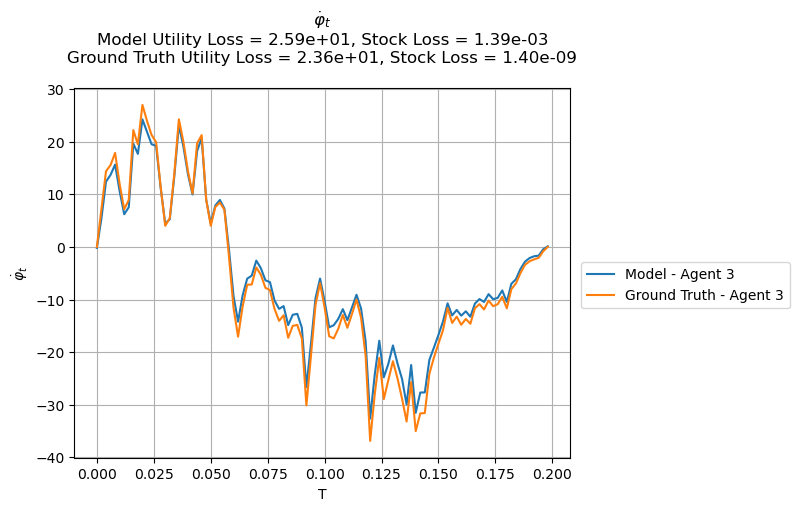 φ̇ₜ
Model Utility Loss = 2.59e+01, Stock Loss = 1.39e-03
Ground Truth Utility Loss = 2.36e+01, Stock Loss = 1.40e-09
30
20
10
0
−10
−20
−30
−40
φ̇ₜ
0.000
0.025
0.050
0.075
0.100
0.125
0.150
0.175
0.200
T
Model - Agent 3
Ground Truth - Agent 3